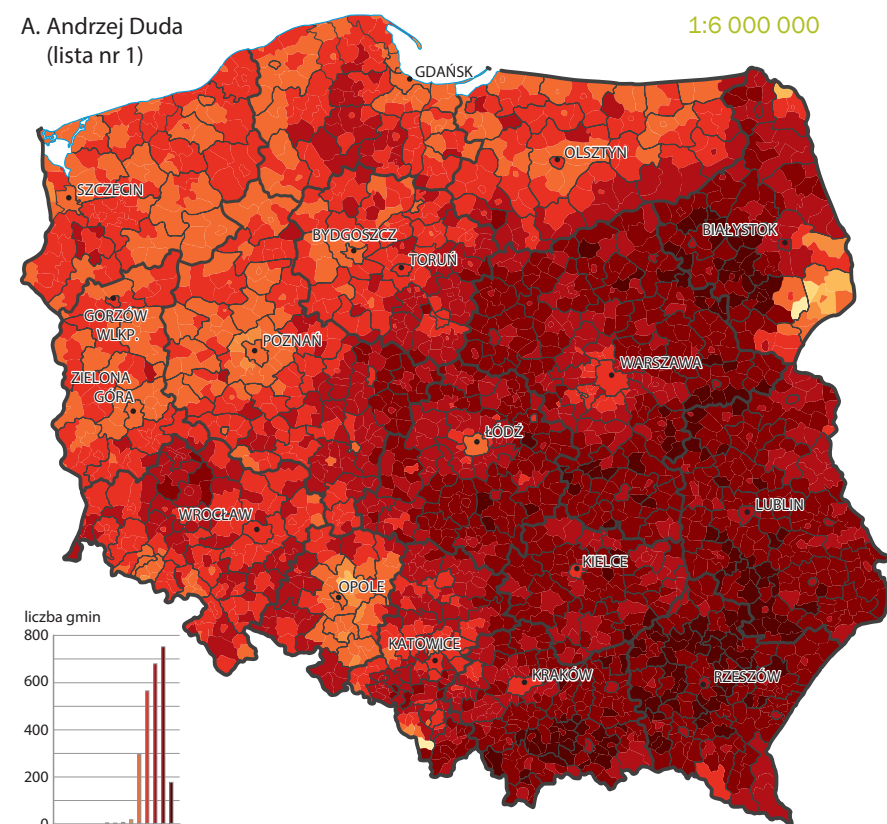 A. Andrzej Duda
(lista nr 1)
1:6 000 000
GDAŃSK
OLSZTYN
SZCZECIN
BIAŁYSTOK
BYDGOSZCZ
TORUŃ
GORZÓW
WLKP.
POZNAŃ
WARSZAWA
ZIELONA
GÓRA
ŁÓDŹ
WROCŁAW
LUBLIN
KIELCE
OPOLE
KATOWICE
KRAKÓW
RZESZÓW
liczba gmin
800
600
400
200
0